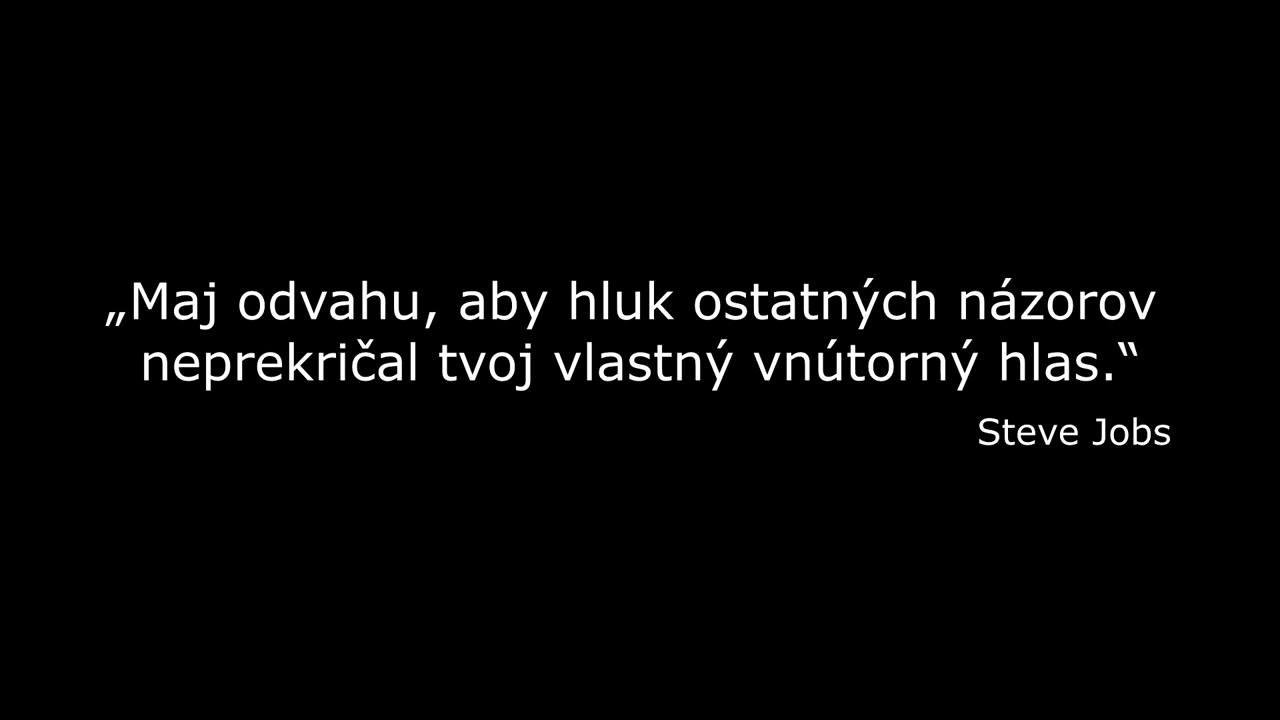 „Maj odvahu, aby hluk ostatných názorov
neprekričal tvoj vlastný vnútorný hlas.“
Steve Jobs